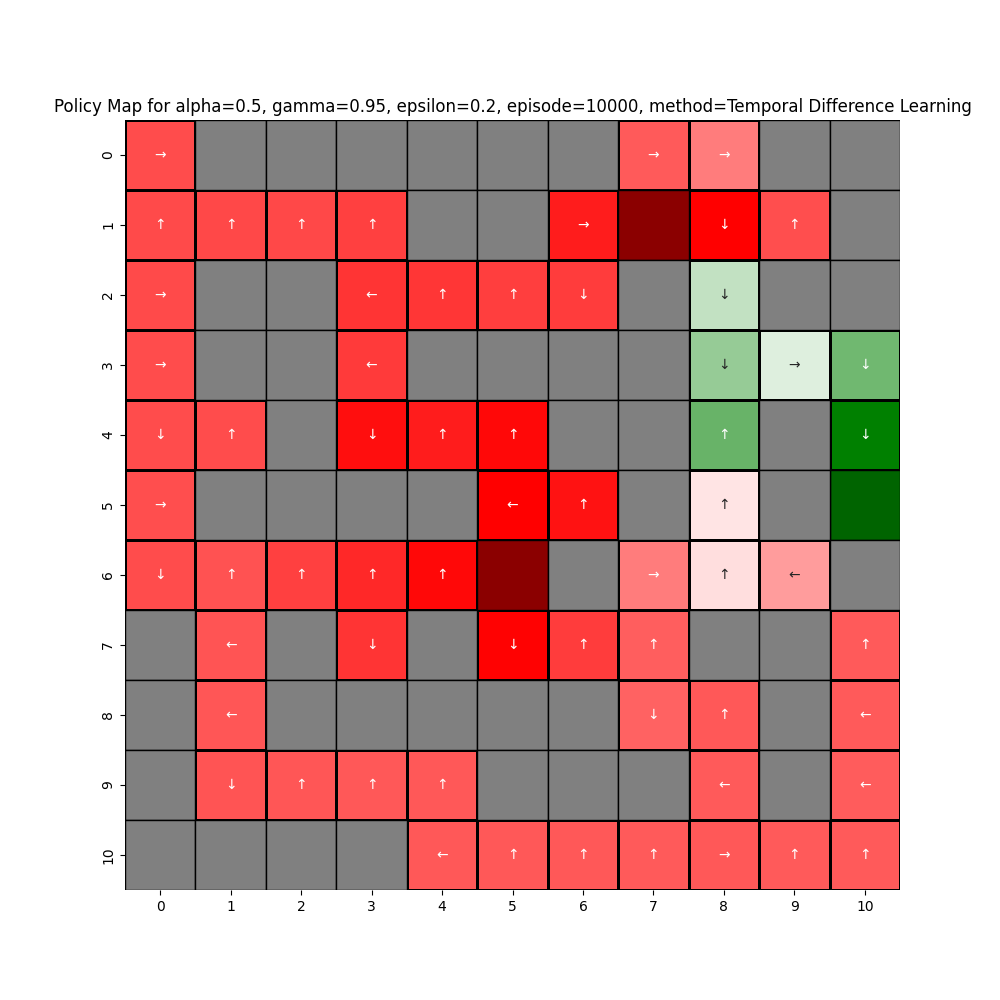 Policy Map for alpha=0.5, gamma=0.95, epsilon=0.2, episode=10000, method=Temporal Difference Learning
0 → → →
1 ↑ ↑ ↑ ↑ → ↓ ↑
2 → ← ↑ ↑ ↓ ↓
3 → ← ↓ → ↓
4 ↓ ↑ ↓ ↑ ↑ ↑ ↓
5 → ← ↑ ↑
6 ↓ ↑ ↑ ↑ ↑ → ↑ ←
7 ← ↓ ↓ ↑ ↑ ↑
8 ← ↓ ↑ ←
9 ↓ ↑ ↑ ↑ ← ←
10 ← ↑ ↑ ↑ → ↑ ↑
0 1 2 3 4 5 6 7 8 9 10